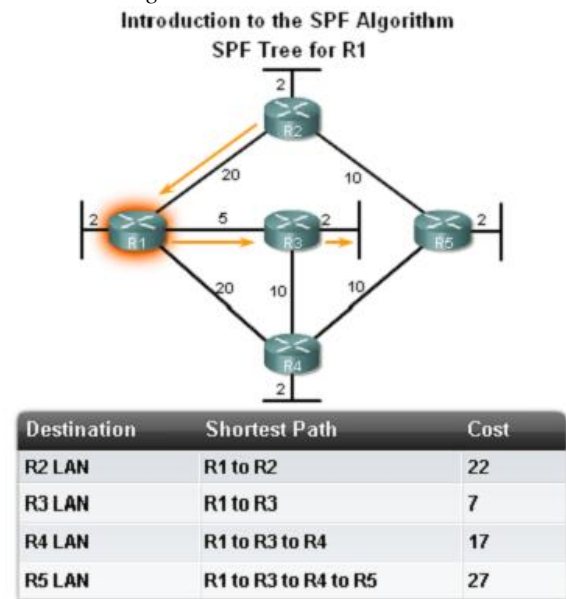 Introduction to the SPF Algorithm
SPF Tree for R1
2
R2
20
10
2
R1
5
R3
2
R5
2
20
10
10
R4
2
Destination Shortest Path Cost
R2 LAN R1 to R2 22
R3 LAN R1 to R3 7
R4 LAN R1 to R3 to R4 17
R5 LAN R1 to R3 to R4 to R5 27